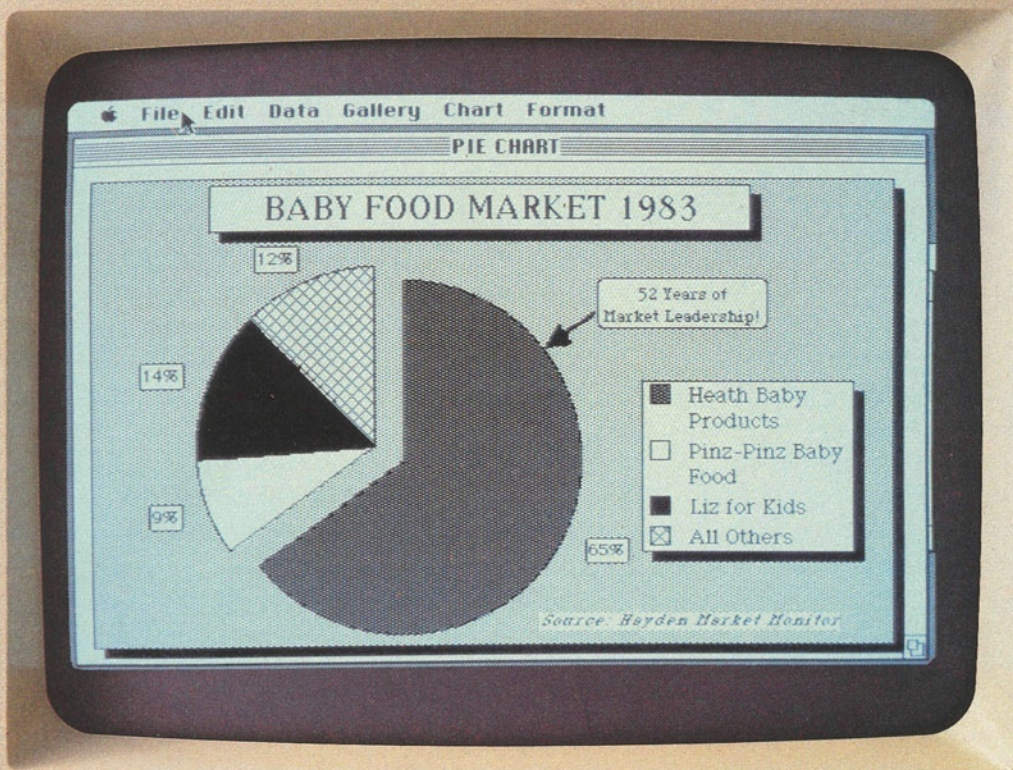 File Edit Data Gallery Chart Format
PIE CHART
BABY FOOD MARKET 1983
12%
52 Years of
Market Leadership!
14%
Heath Baby
Products
Pinz-Pinz Baby
Food
Liz for Kids
All Others
9%
65%
Source: Hayden Market Monitor